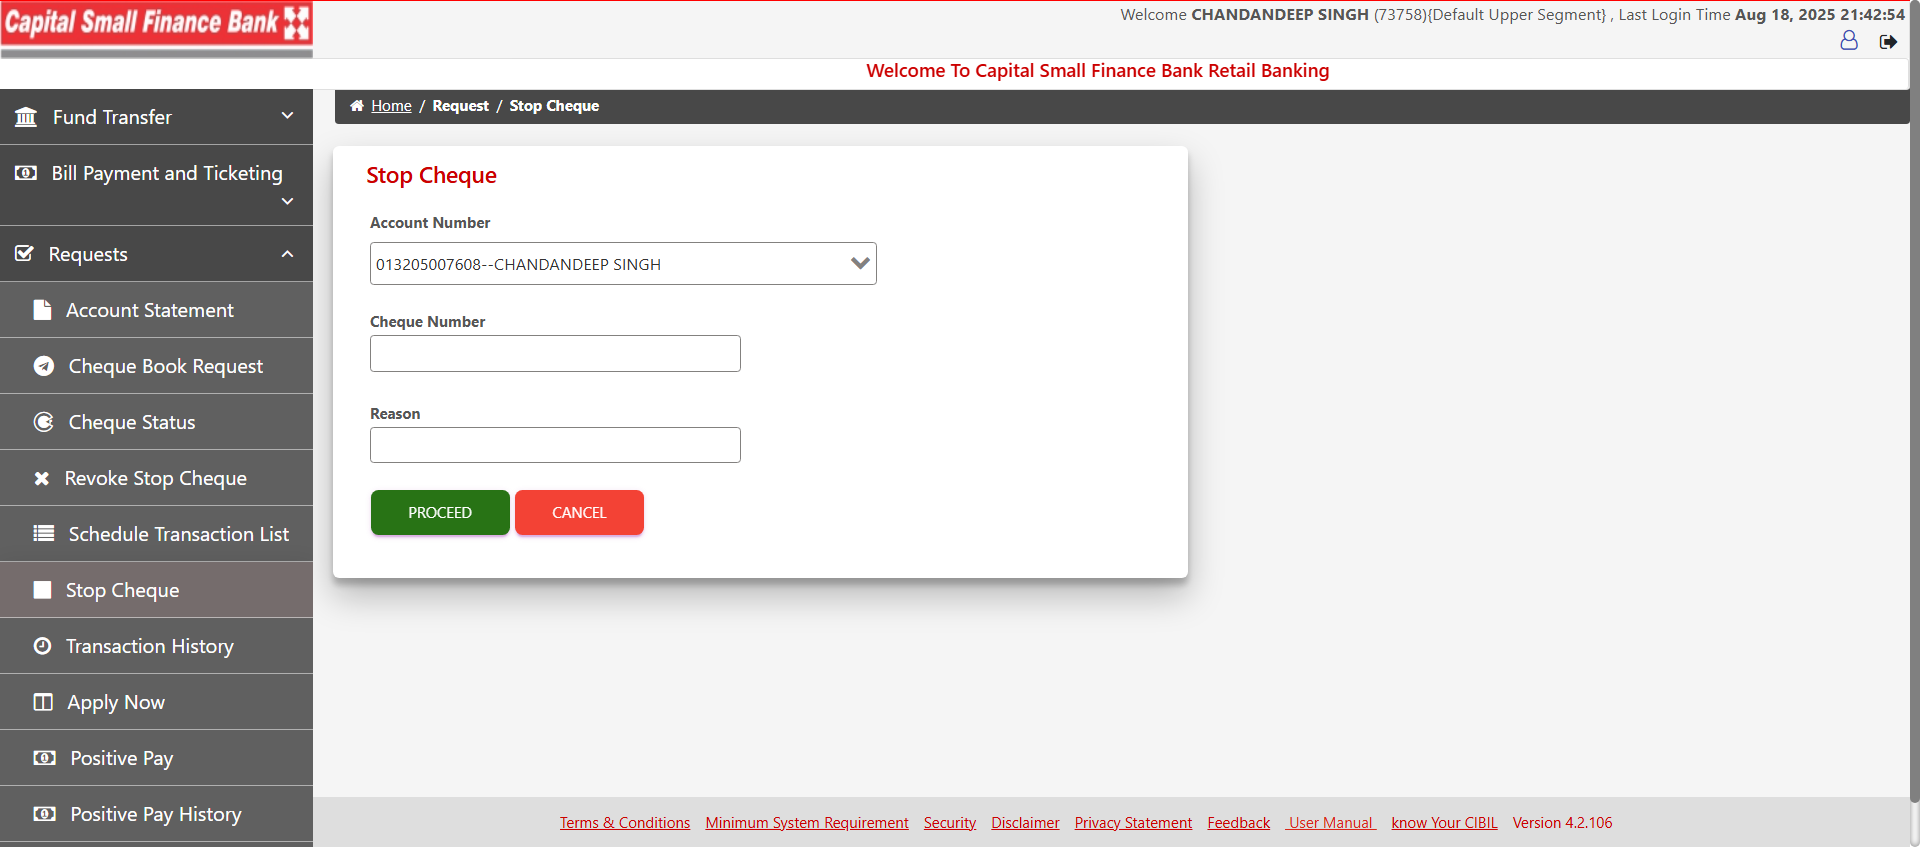 Capital Small Finance Bank
Welcome CHANDANDEEP SINGH (73758){Default Upper Segment} , Last Login Time Aug 18, 2025 21:42:54
Welcome To Capital Small Finance Bank Retail Banking
Home / Request / Stop Cheque
Fund Transfer
Bill Payment and Ticketing
Requests
Account Statement
Cheque Book Request
Cheque Status
Revoke Stop Cheque
Schedule Transaction List
Stop Cheque
Transaction History
Apply Now
Positive Pay
Positive Pay History
Stop Cheque
Account Number
013205007608--CHANDANDEEP SINGH
Cheque Number
Reason
PROCEED CANCEL
Terms & Conditions Minimum System Requirement Security Disclaimer Privacy Statement Feedback User Manual know Your CIBIL Version 4.2.106